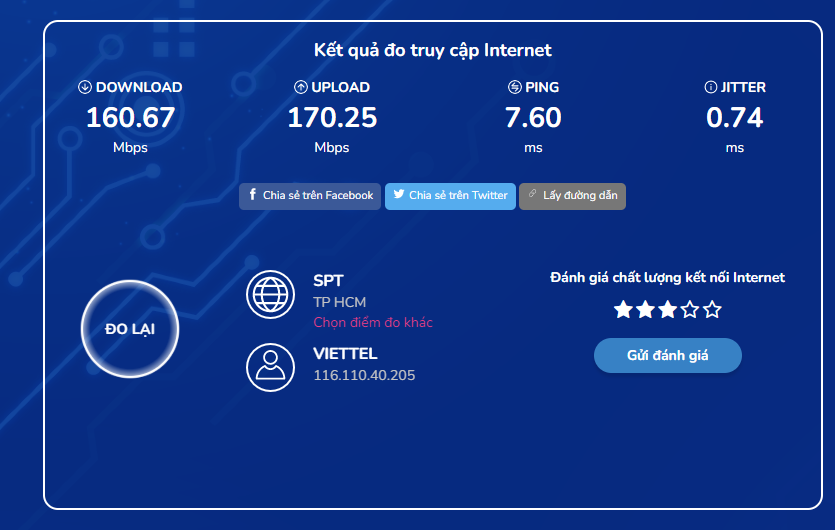 Kết quả đo truy cập Internet
DOWNLOAD
160.67
Mbps
UPLOAD
170.25
Mbps
PING
7.60
ms
JITTER
0.74
ms
Chia sẻ trên Facebook
Chia sẻ trên Twitter
Lấy đường dẫn
ĐO LẠI
SPT
TP HCM
Chọn điểm đo khác
VIETTEL
116.110.40.205
Đánh giá chất lượng kết nối Internet
Gửi đánh giá